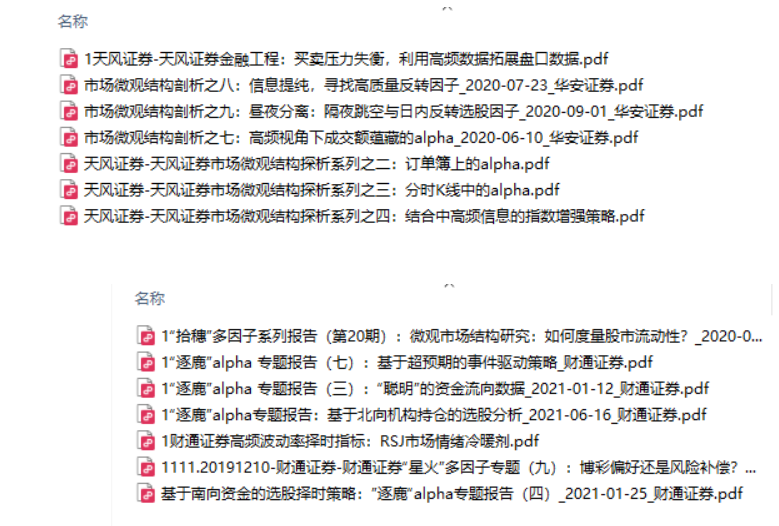 名称
1天风证券-天风证券金融工程：买卖压力失衡，利用高频数据拓展盘口数据.pdf
市场微观结构剖析之八：信息提纯，寻找高质量反转因子_2020-07-23_华安证券.pdf
市场微观结构剖析之九：昼夜分离：隔夜跳空与日内反转选股因子_2020-09-01_华安证券.pdf
市场微观结构剖析之七：高频视角下成交额蕴藏的alpha_2020-06-10_华安证券.pdf
天风证券-天风证券市场微观结构探析系列之二：订单簿上的alpha.pdf
天风证券-天风证券市场微观结构探析系列之三：分时K线中的alpha.pdf
天风证券-天风证券市场微观结构探析系列之四：结合中高频信息的指数增强策略.pdf
名称
1“拾穗”多因子系列报告（第20期）：微观市场结构研究：如何度量股市流动性？_2020-0...
1“逐鹿”alpha 专题报告（七）：基于超预期的事件驱动策略_财通证券.pdf
1“逐鹿”alpha 专题报告（三）：“聪明”的资金流向数据_2021-01-12_财通证券.pdf
1“逐鹿”alpha专题报告：基于北向机构持仓的选股分析_2021-06-16_财通证券.pdf
1财通证券高频波动率择时指标：RSJ市场情绪冷暖剂.pdf
1111.20191210-财通证券-财通证券“星火”多因子专题（九）：博彩偏好还是风险补偿？...
基于南向资金的选股择时策略：”逐鹿“alpha专题报告（四）_2021-01-25_财通证券.pdf